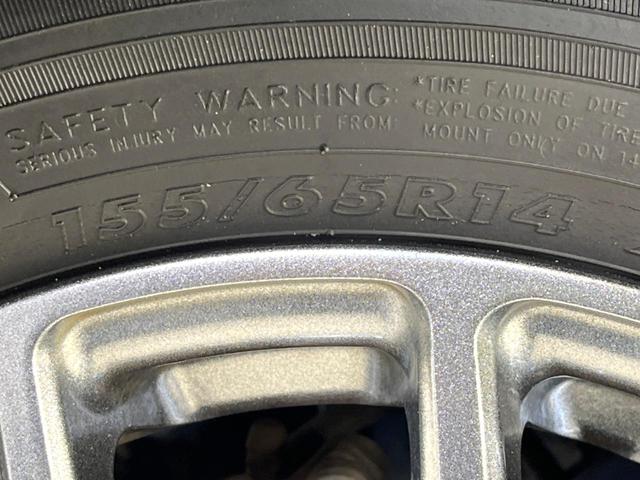 SAFETY WARNING:
SERIOUS INJURY MAY RESULT FROM:
*TIRE FAILURE DUE
*EXPLOSION OF TIRE
MOUNT ONLY ON
155/65R14